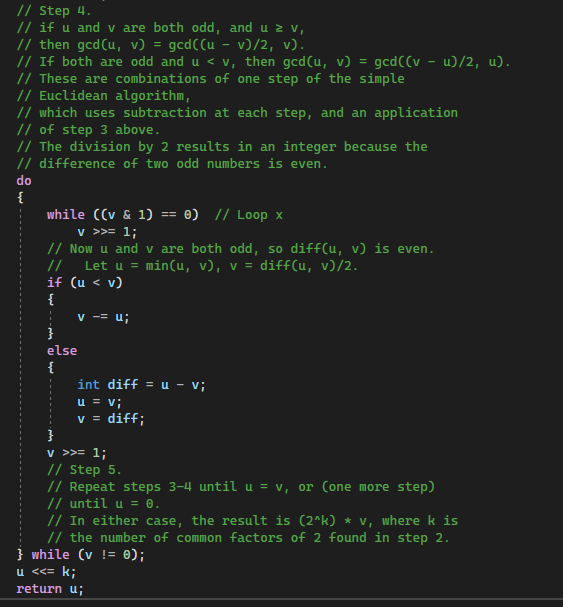 // Step 4.
// if u and v are both odd, and u ≥ v,
// then gcd(u, v) = gcd((u − v)/2, v).
// If both are odd and u < v, then gcd(u, v) = gcd((v − u)/2, u).
// These are combinations of one step of the simple
// Euclidean algorithm,
// which uses subtraction at each step, and an application
// of step 3 above.
// The division by 2 results in an integer because the
// difference of two odd numbers is even.
do
{
    while ((v & 1) == 0)  // Loop x
        v >>= 1;
    // Now u and v are both odd, so diff(u, v) is even.
    //   Let u = min(u, v), v = diff(u, v)/2.
    if (u < v)
    {
        v -= u;
    }
    else
    {
        int diff = u - v;
        u = v;
        v = diff;
    }
    v >>= 1;
    // Step 5.
    // Repeat steps 3−4 until u = v, or (one more step)
    // until u = 0.
    // In either case, the result is (2^k) * v, where k is
    // the number of common factors of 2 found in step 2.
} while (v != 0);
u <<= k;
return u;